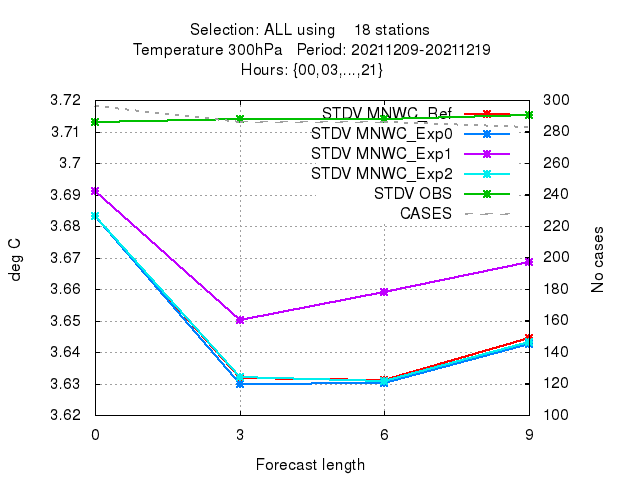 Selection: ALL using 18 stations
Temperature 300hPa Period: 20211209-20211219
Hours: {00,03,...,21}
STDV MNWC_Ref
STDV MNWC_Exp0
STDV MNWC_Exp1
STDV MNWC_Exp2
STDV OBS
CASES
3.72
3.71
3.7
3.69
3.68
3.67
3.66
3.65
3.64
3.63
3.62
deg C
300
280
260
240
220
200
180
160
140
120
100
No cases
0 3 6 9
Forecast length